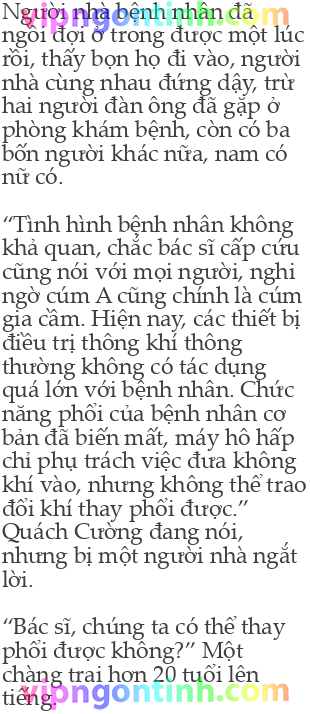 Người nhà bệnh nhân đã
vipngontinh.com
ngồi đợi ở trong được một lúc
rồi, thấy bọn họ đi vào, người
nhà cùng nhau đứng dậy, trừ
hai người đàn ông đã gặp ở
phòng khám bệnh, còn có ba
bốn người khác nữa, nam có
nữ có.
“Tình hình bệnh nhân không
khả quan, chắc bác sĩ cấp cứu
cũng nói với mọi người, nghi
ngờ cúm A cũng chính là cúm
gia cầm. Hiện nay, các thiết bị
điều trị thông khí thông
thường không có tác dụng
quá lớn với bệnh nhân. Chức
năng phổi của bệnh nhân cơ
bản đã biến mất, máy hô hấp
chỉ phụ trách việc đưa không
khí vào, nhưng không thể trao
đổi khí thay phổi được.”
Quách Cường đang nói,
nhưng bị một người nhà ngắt
lời.
“Bác sĩ, chúng ta có thể thay
phổi được không?” Một
chàng trai hơn 20 tuổi lên
tiếng.
vipngontinh.com